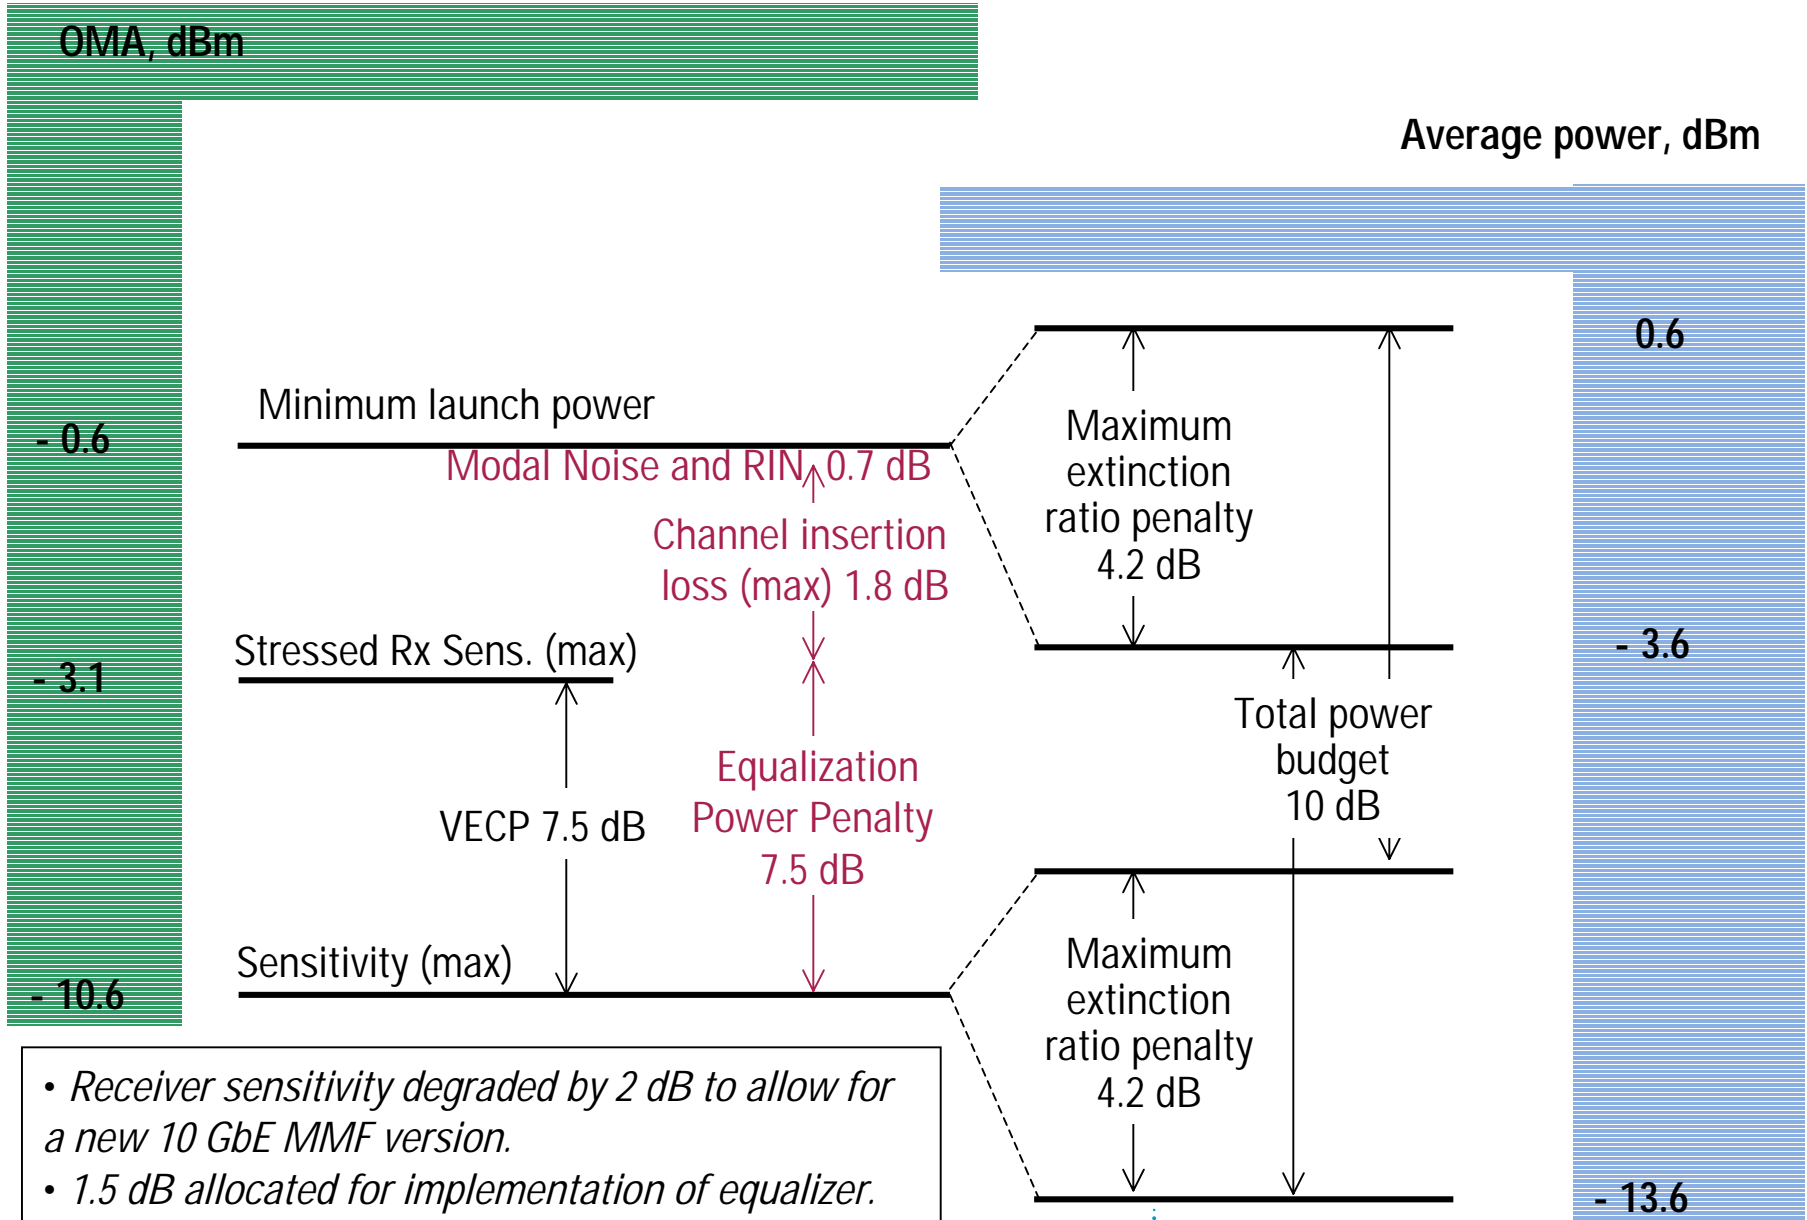 OMA, dBm
Average power, dBm
0.6
Minimum launch power
- 0.6
Modal Noise and RIN 0.7 dB
Channel insertion
loss (max) 1.8 dB
Maximum
extinction
ratio penalty
4.2 dB
- 3.6
Stressed Rx Sens. (max)
- 3.1
Total power
budget
10 dB
Equalization
Power Penalty
7.5 dB
VECP 7.5 dB
Sensitivity (max)
- 10.6
Maximum
extinction
ratio penalty
4.2 dB
- 13.6
• Receiver sensitivity degraded by 2 dB to allow for
a new 10 GbE MMF version.
• 1.5 dB allocated for implementation of equalizer.